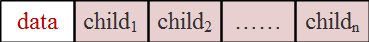 data child₁ child₂ …… childₙ